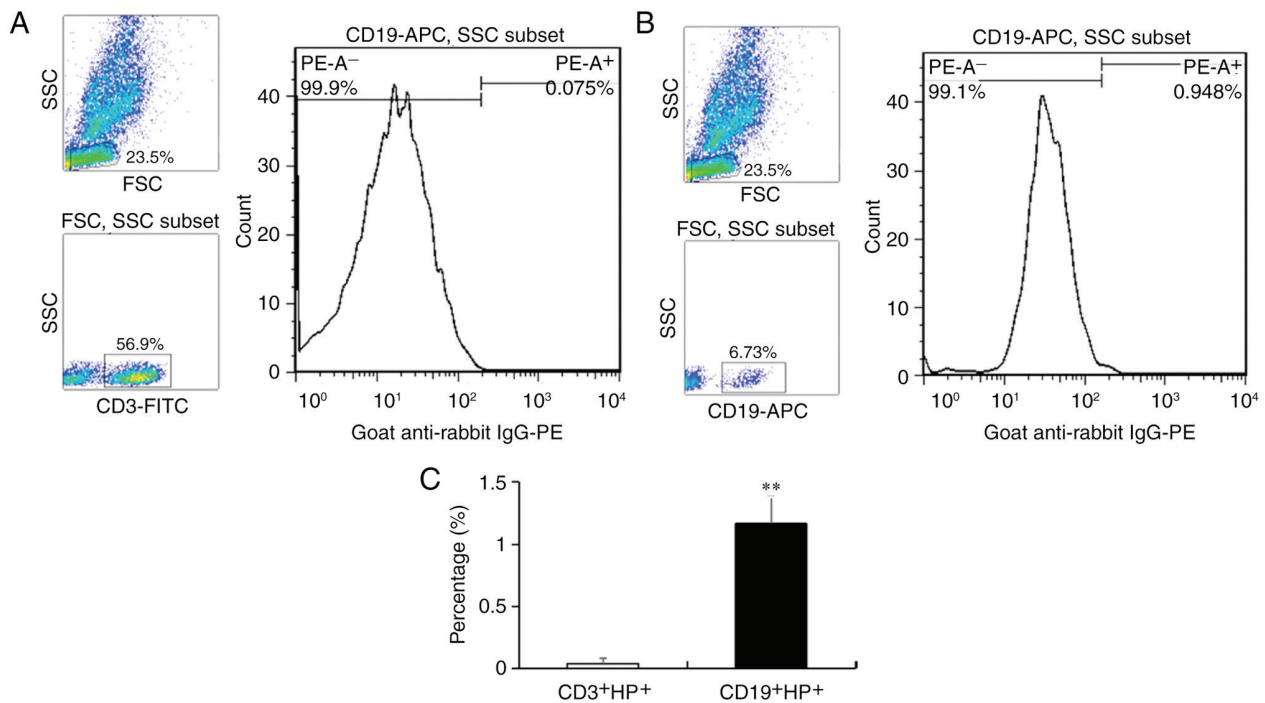 A
SSC
23.5%
FSC
FSC, SSC subset
SSC
56.9%
CD3-FITC
CD19-APC, SSC subset
PE-A⁻ PE-A+
99.9% 0.075%
40
30
20
10
0
Count
10⁰ 10¹ 10² 10³ 10⁴
Goat anti-rabbit IgG-PE
B
SSC
23.5%
FSC
FSC, SSC subset
SSC
6.73%
CD19-APC
CD19-APC, SSC subset
PE-A⁻ PE-A+
99.1% 0.948%
40
30
20
10
0
Count
10⁰ 10¹ 10² 10³ 10⁴
Goat anti-rabbit IgG-PE
C
1.5
1
0.5
0
Percentage (%)
**
CD3⁺HP⁺ CD19⁺HP⁺